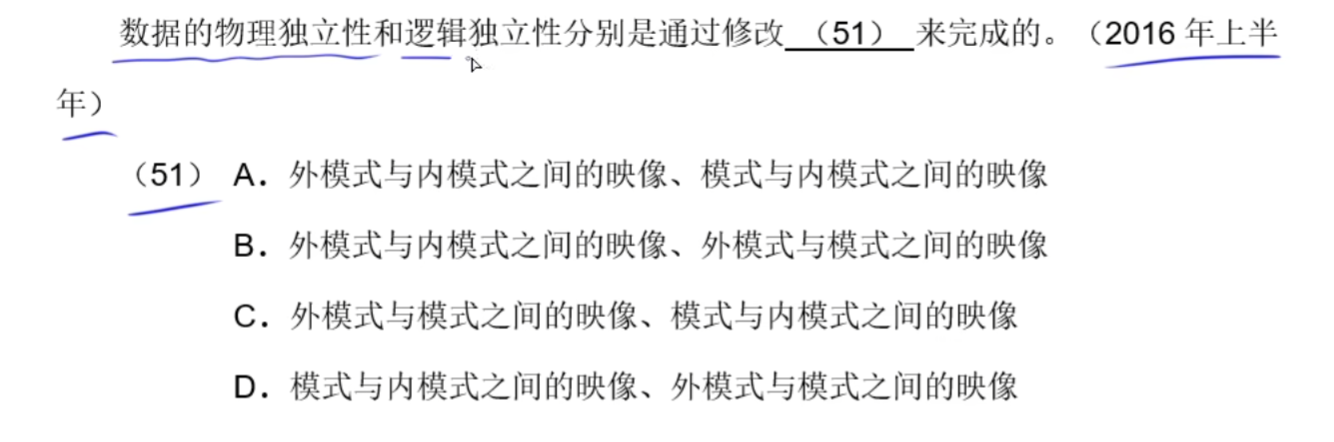 数据的物理独立性和逻辑独立性分别是通过修改 （51） 来完成的。（2016 年上半
年）
（51） A．外模式与内模式之间的映像、模式与内模式之间的映像
B．外模式与内模式之间的映像、外模式与模式之间的映像
C．外模式与模式之间的映像、模式与内模式之间的映像
D．模式与内模式之间的映像、外模式与模式之间的映像